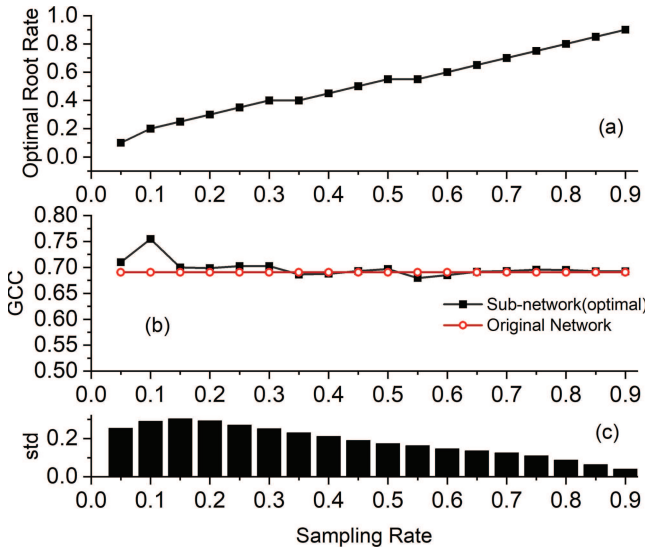 1.0
0.8
0.6
0.4
0.2
0.0
Optimal Root Rate
(a)
0.0 0.1 0.2 0.3 0.4 0.5 0.6 0.7 0.8 0.9
0.80
0.75
0.70
0.65
0.60
0.55
0.50
GCC
Sub-network(optimal)
Original Network
(b)
0.0 0.1 0.2 0.3 0.4 0.5 0.6 0.7 0.8 0.9
0.2
0.0
std
(c)
0.0 0.1 0.2 0.3 0.4 0.5 0.6 0.7 0.8 0.9
Sampling Rate